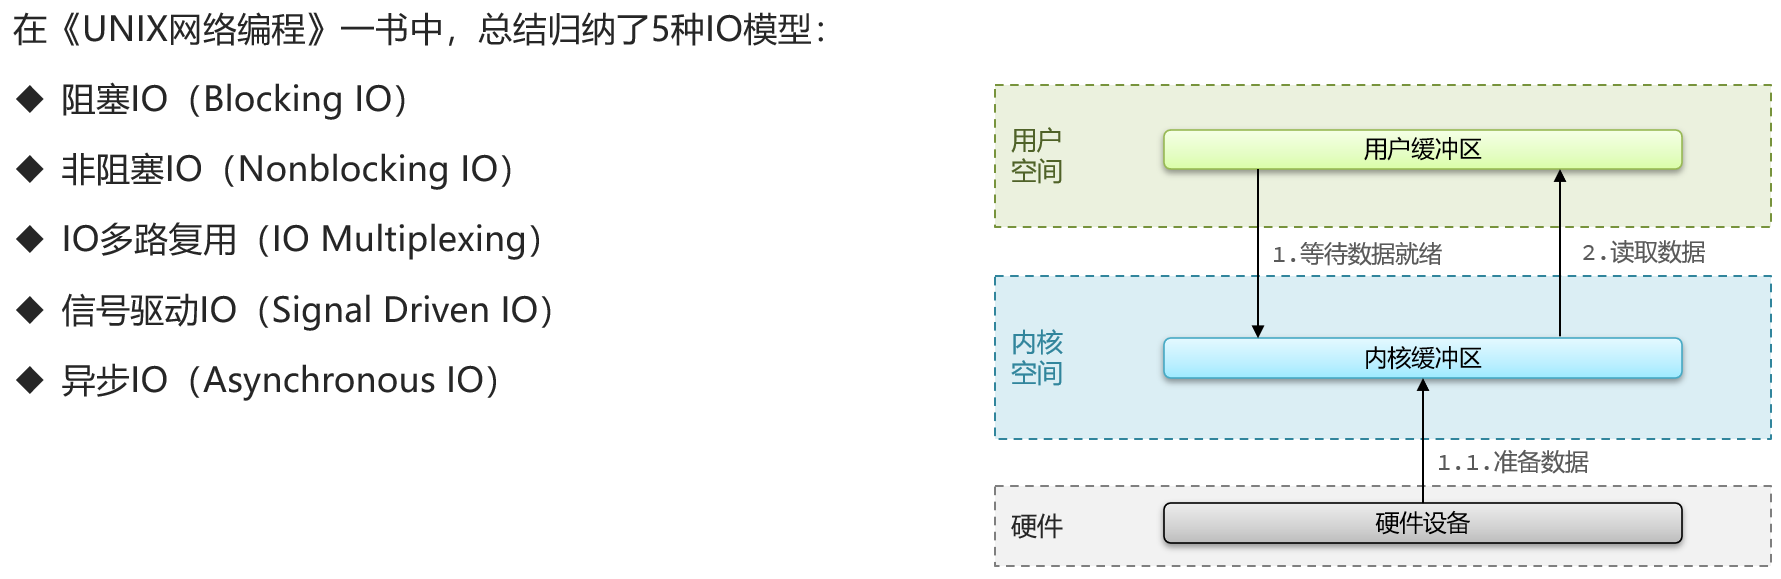 在《UNIX网络编程》一书中，总结归纳了5种IO模型：
◆ 阻塞IO（Blocking IO）
◆ 非阻塞IO（Nonblocking IO）
◆ IO多路复用（IO Multiplexing）
◆ 信号驱动IO（Signal Driven IO）
◆ 异步IO（Asynchronous IO）
用户
空间
用户缓冲区
1.等待数据就绪
2.读取数据
内核
空间
内核缓冲区
1.1.准备数据
硬件
硬件设备